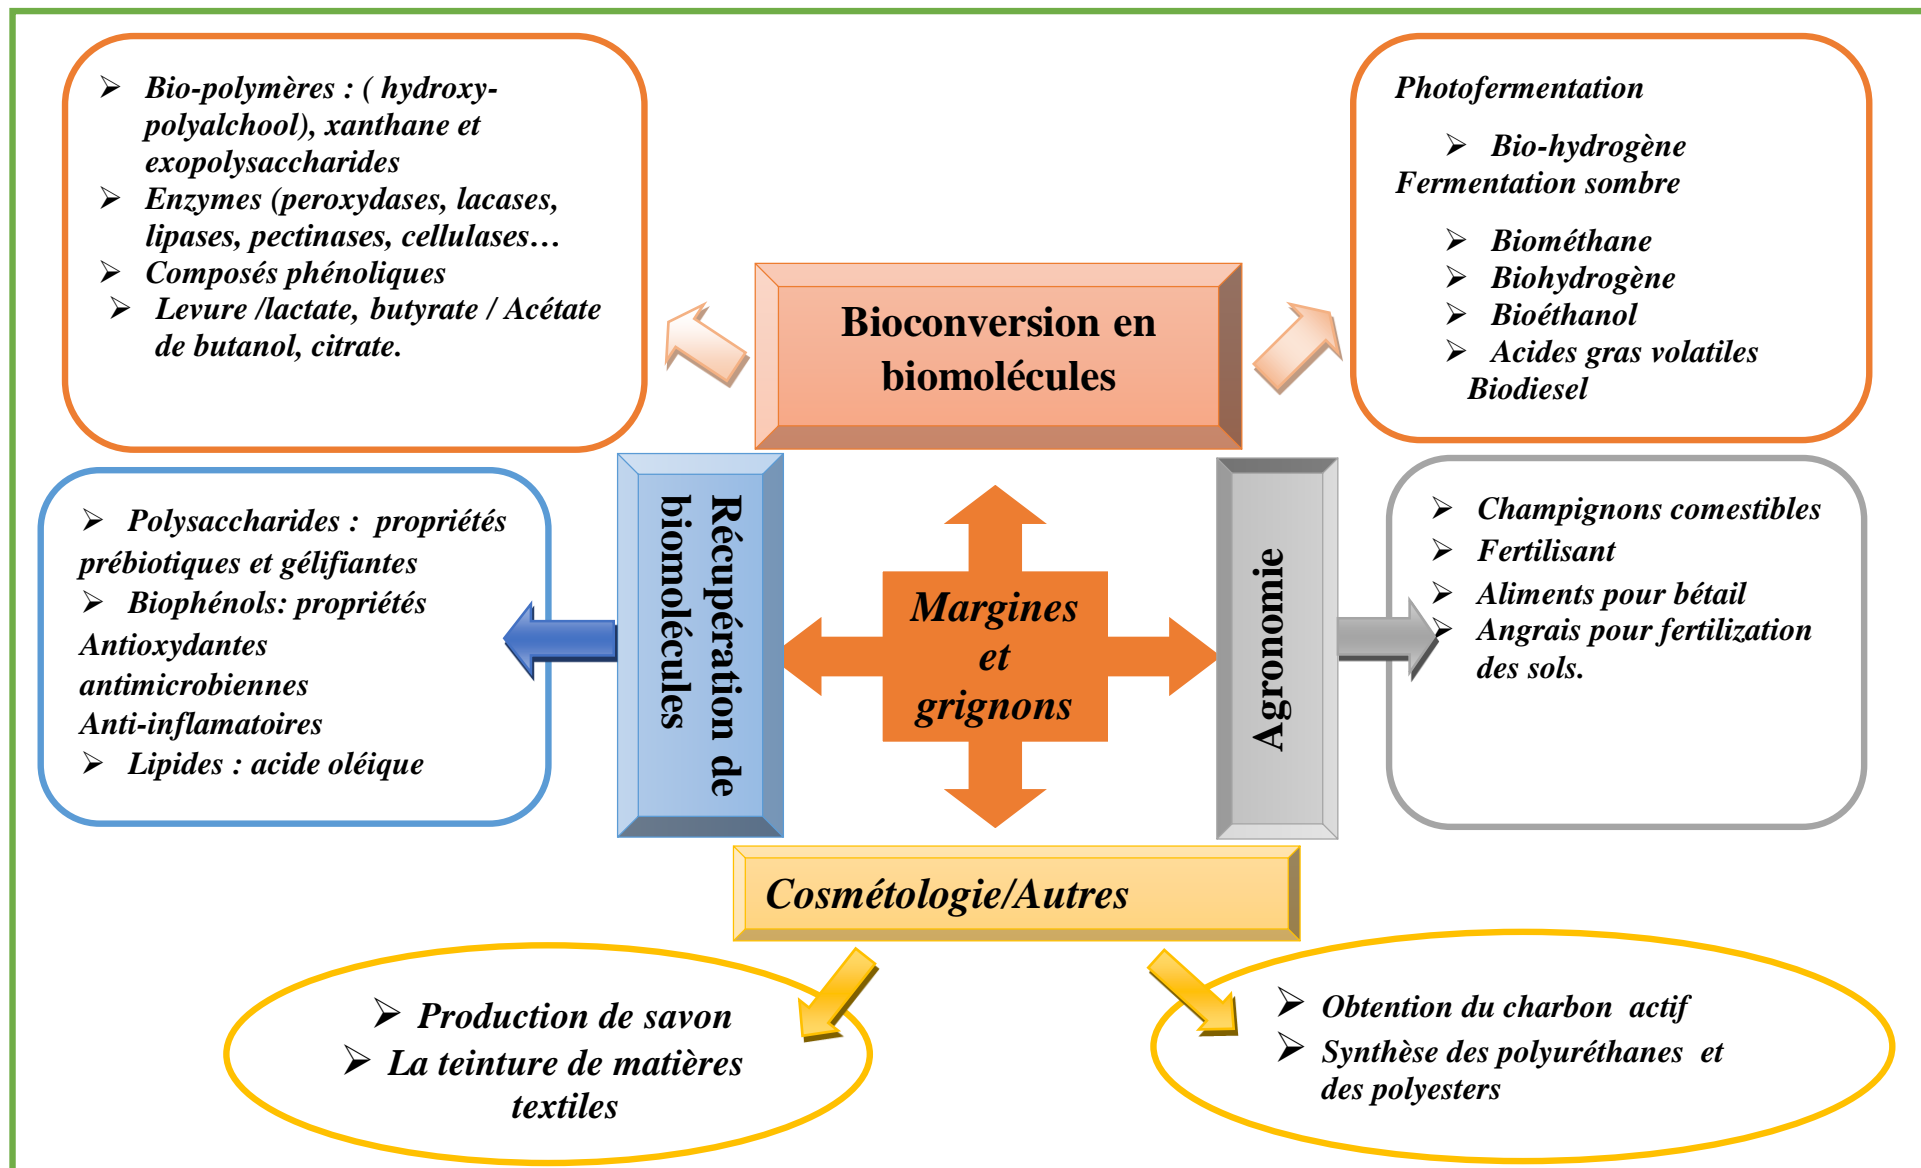 ➢ Bio-polymères : ( hydroxy-
polyalchool), xanthane et
exopolysaccharides
➢ Enzymes (peroxydases, lacases,
lipases, pectinases, cellulases…
➢ Composés phénoliques
➢ Levure /lactate, butyrate / Acétate
de butanol, citrate.
Photofermentation
➢ Bio-hydrogène
Fermentation sombre
➢ Biométhane
➢ Biohydrogène
➢ Bioéthanol
➢ Acides gras volatiles
Biodiesel
Bioconversion en
biomolécules
➢ Polysaccharides : propriétés
prébiotiques et gélifiantes
➢ Biophénols: propriétés
Antioxydantes
antimicrobiennes
Anti-inflamatoires
➢ Lipides : acide oléique
Récupération de
biomolécules
Margines
et
grignons
Agronomie
➢ Champignons comestibles
➢ Fertilisant
➢ Aliments pour bétail
➢ Angrais pour fertilization
des sols.
Cosmétologie/Autres
➢ Production de savon
➢ La teinture de matières
textiles
➢ Obtention du charbon actif
➢ Synthèse des polyuréthanes et
des polyesters